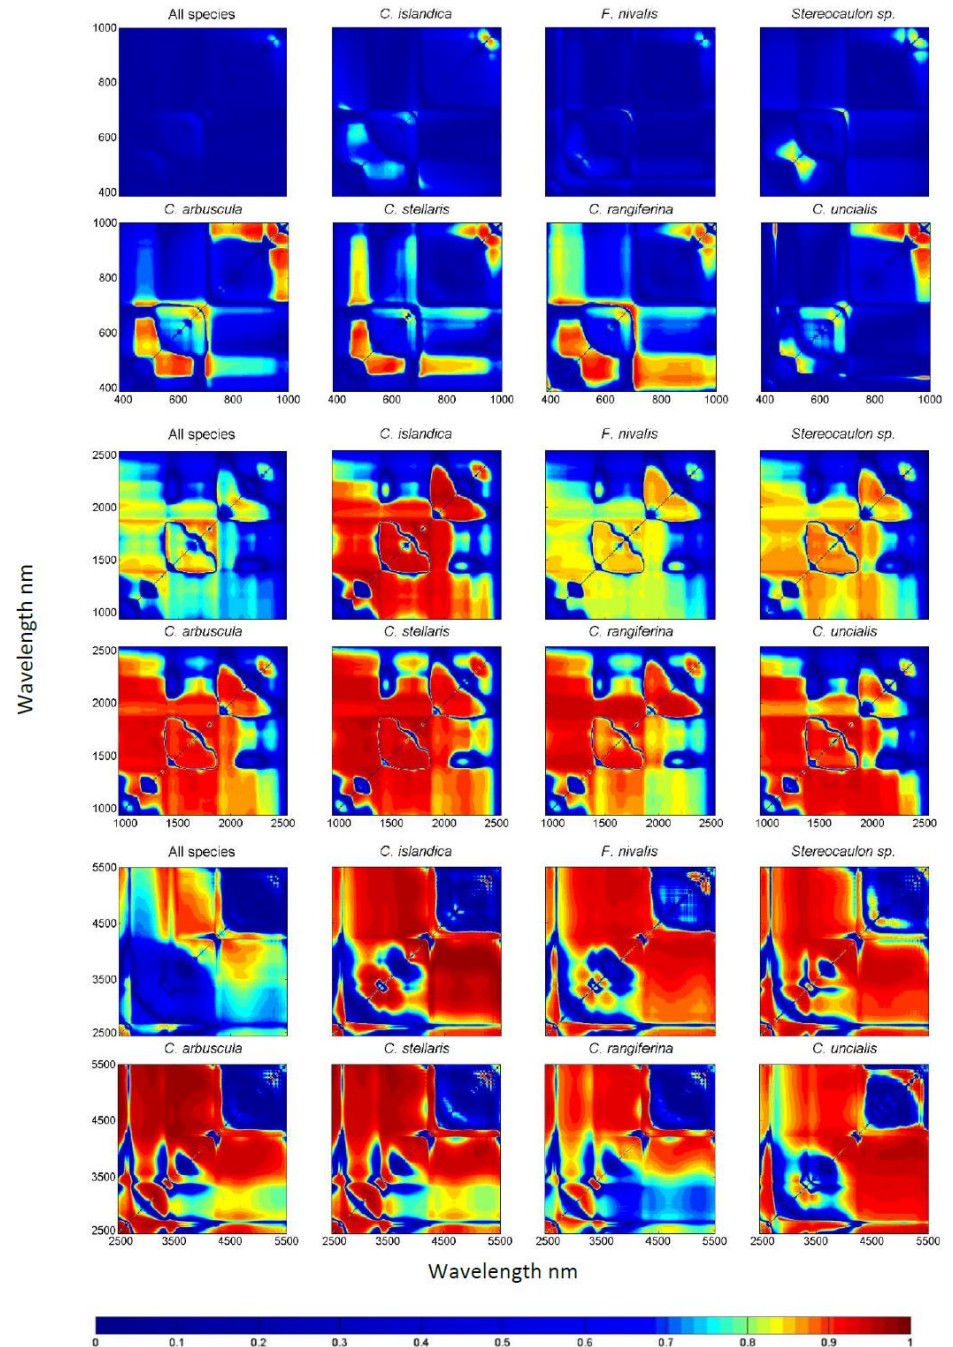 All species C. islandica F. nivalis Stereocaulon sp.
1000
800
600
400
C. arbuscula C. stellaris C. rangiferina C. uncialis
1000
800
600
400
400 600 800 1000 400 600 800 1000 400 600 800 1000 400 600 800 1000
All species C. islandica F. nivalis Stereocaulon sp.
2500
2000
1500
1000
Wavelength nm
C. arbuscula C. stellaris C. rangiferina C. uncialis
2500
2000
1500
1000
1000 1500 2000 2500 1000 1500 2000 2500 1000 1500 2000 2500 1000 1500 2000 2500
All species C. islandica F. nivalis Stereocaulon sp.
5500
4500
3500
2500
C. arbuscula C. stellaris C. rangiferina C. uncialis
5500
4500
3500
2500
2500 3500 4500 5500 2500 3500 4500 5500 2500 3500 4500 5500 2500 3500 4500 5500
Wavelength nm
0 0.1 0.2 0.3 0.4 0.5 0.6 0.7 0.8 0.9 1